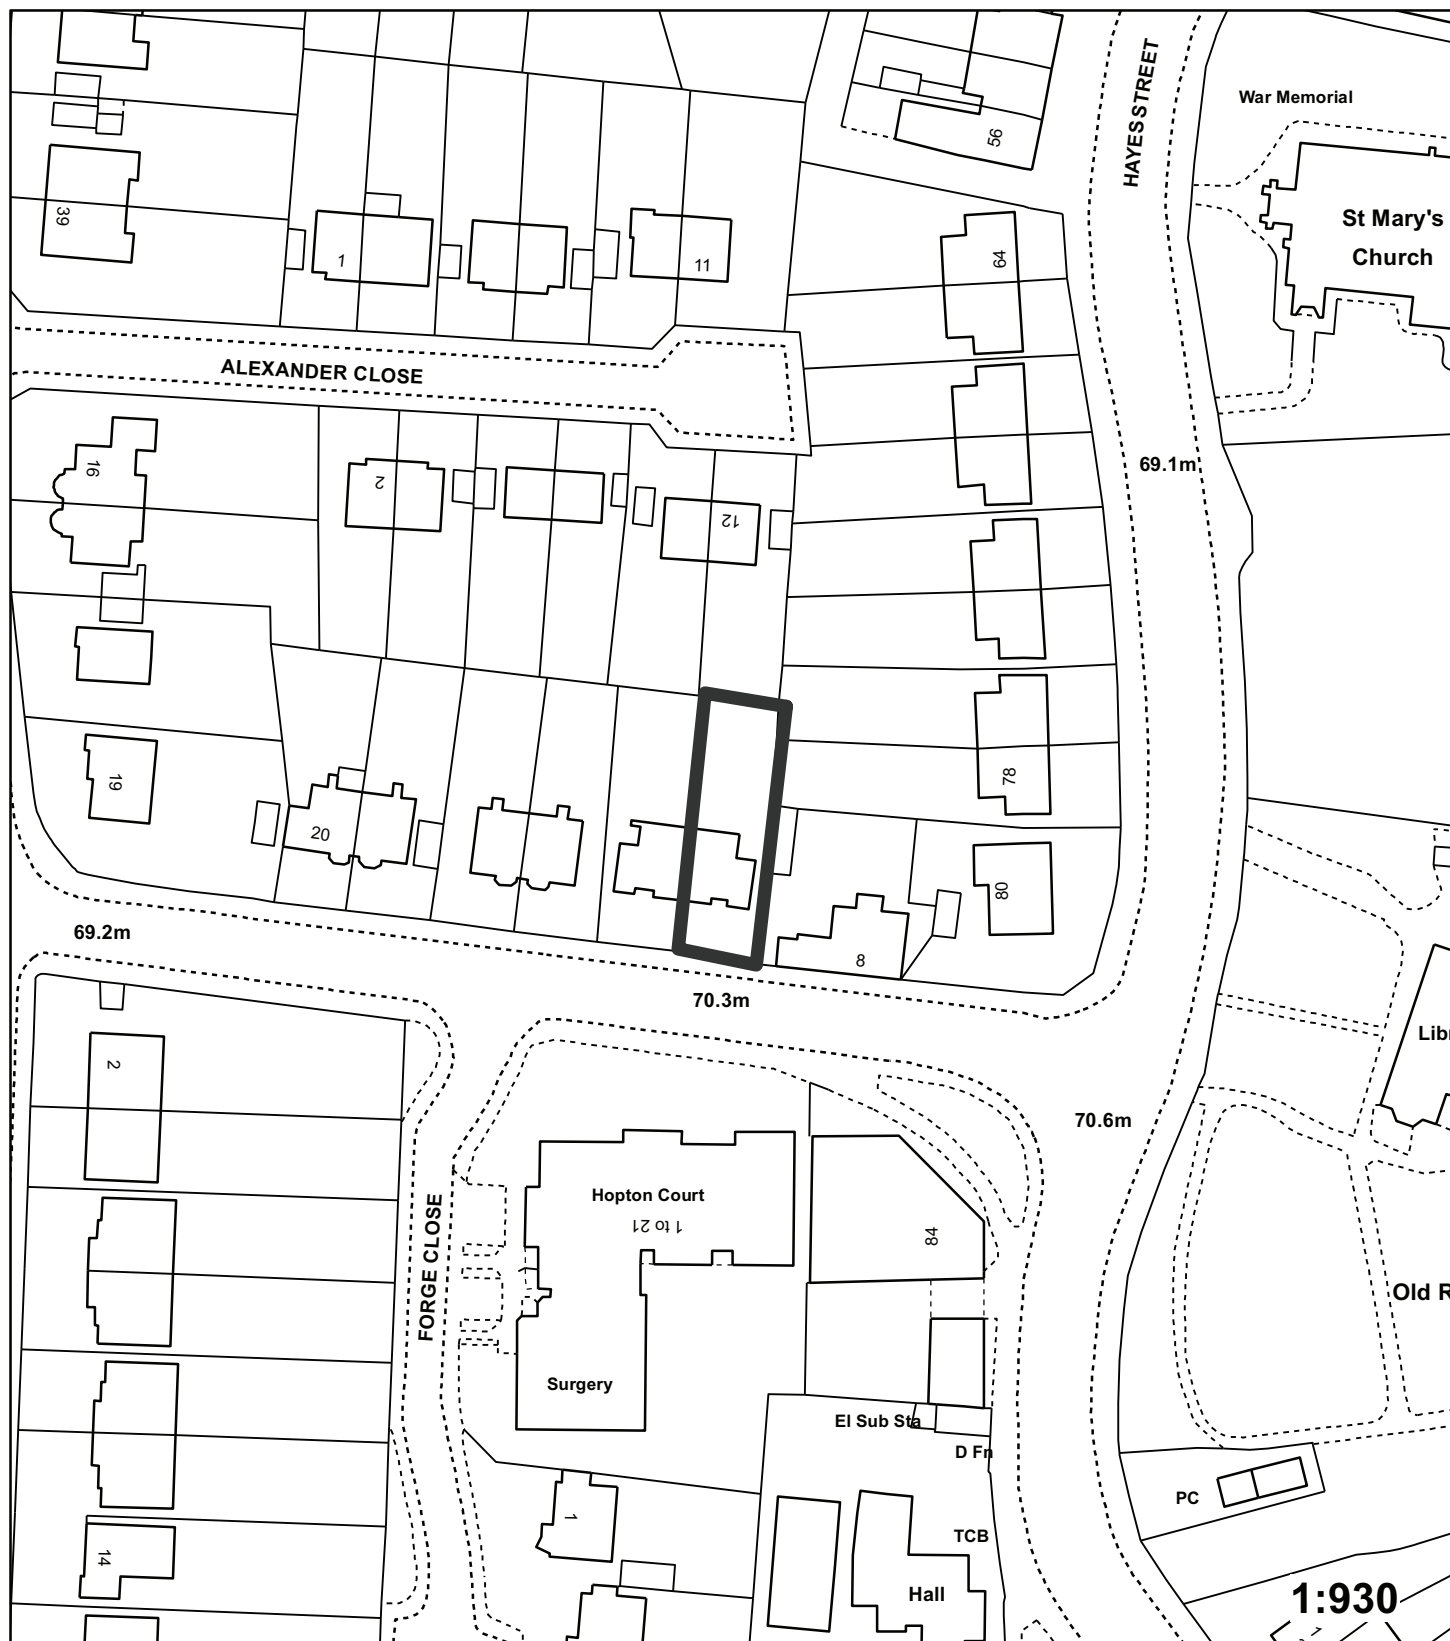 HAYES STREET
War Memorial
56
St Mary's
Church
39
1
11
64
ALEXANDER CLOSE
69.1m
16
2
12
19
20
78
80
8
69.2m
70.3m
2
70.6m
Hopton Court
1 to 21
84
FORGE CLOSE
Old R
Surgery
El Sub Sta
D Fn
PC
1
TCB
14
Hall
1:930